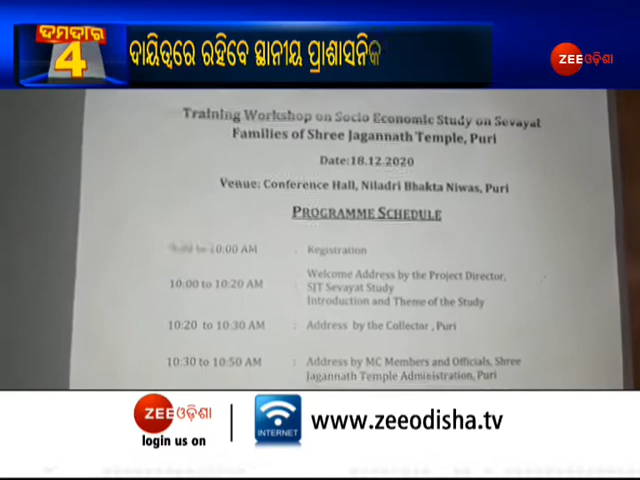 ଦମଦାର
4
ଦାୟିତ୍ୱରେ ରହିବେ ସ୍ଥାନୀୟ ପ୍ରଶାସନିକ
ZEE ଓଡ଼ିଶା
Training Workshop on Socio Economic Study on Sevayat
Families of Shree Jagannath Temple, Puri
Date:18.12.2020
Venue: Conference Hall, Niladri Bhakta Niwas, Puri
PROGRAMME SCHEDULE
to 10:00 AM : Registration
10:00 to 10:20 AM : Welcome Address by the Project Director,
SJT Sevayat Study
Introduction and Theme of the Study
10:20 to 10:30 AM : Address by the Collector , Puri
10:30 to 10:50 AM : Address by MC Members and Officials, Shree
Jagannath Temple Administration, Puri
ZEE ଓଡ଼ିଶା
login us on
INTERNET
www.zeeodisha.tv